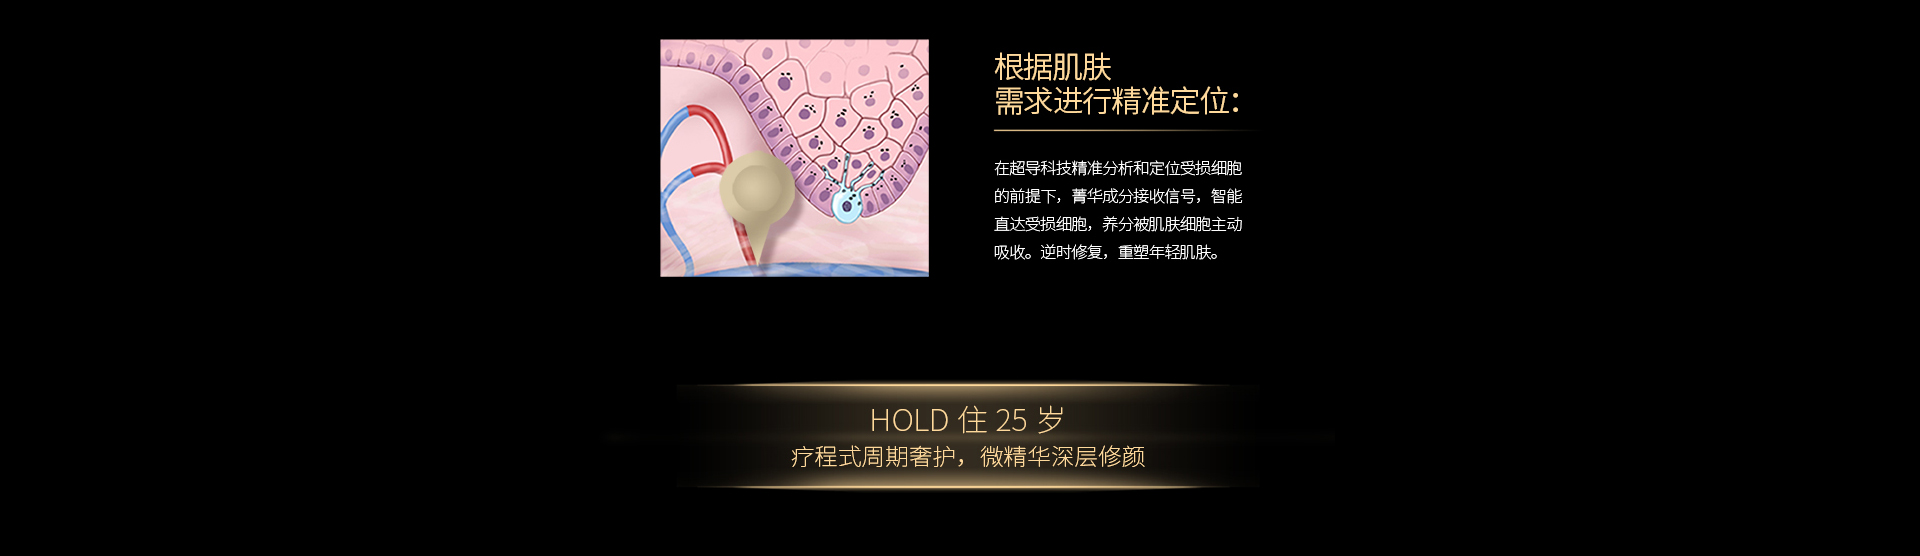 根据肌肤
需求进行精准定位：
在超导科技精准分析和定位受损细胞
的前提下，菁华成分接收信号，智能
直达受损细胞，养分被肌肤细胞主动
吸收。逆时修复，重塑年轻肌肤。
HOLD 住 25 岁
疗程式周期奢护，微精华深层修颜